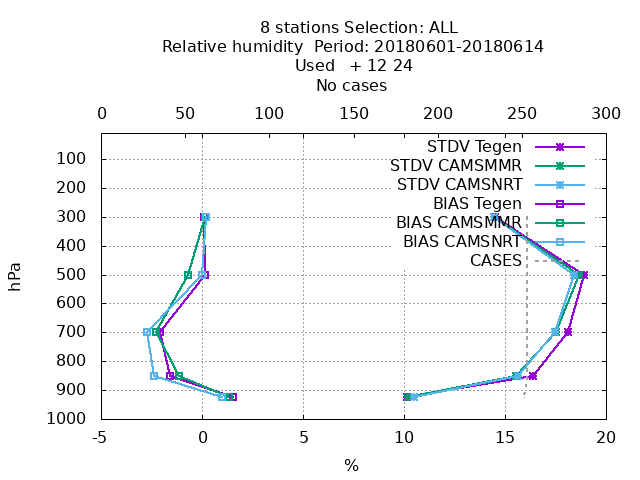 8 stations Selection: ALL
Relative humidity  Period: 20180601-20180614
Used   + 12 24
No cases
0 50 100 150 200 250 300
STDV Tegen
STDV CAMSMMR
STDV CAMSNRT
BIAS Tegen
BIAS CAMSMMR
BIAS CAMSNRT
CASES
hPa
100
200
300
400
500
600
700
800
900
1000
-5 0 5 10 15 20
%